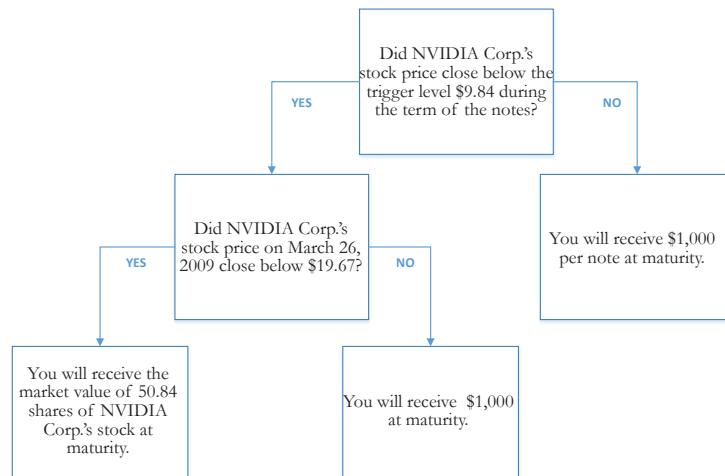 Did NVIDIA Corp.'s
stock price close below the
trigger level $9.84 during
the term of the notes?
YES
NO
Did NVIDIA Corp.'s
stock price on March 26,
2009 close below $19.67?
You will receive $1,000
per note at maturity.
YES
NO
You will receive the
market value of 50.84
shares of NVIDIA
Corp.'s stock at
maturity.
You will receive $1,000
at maturity.